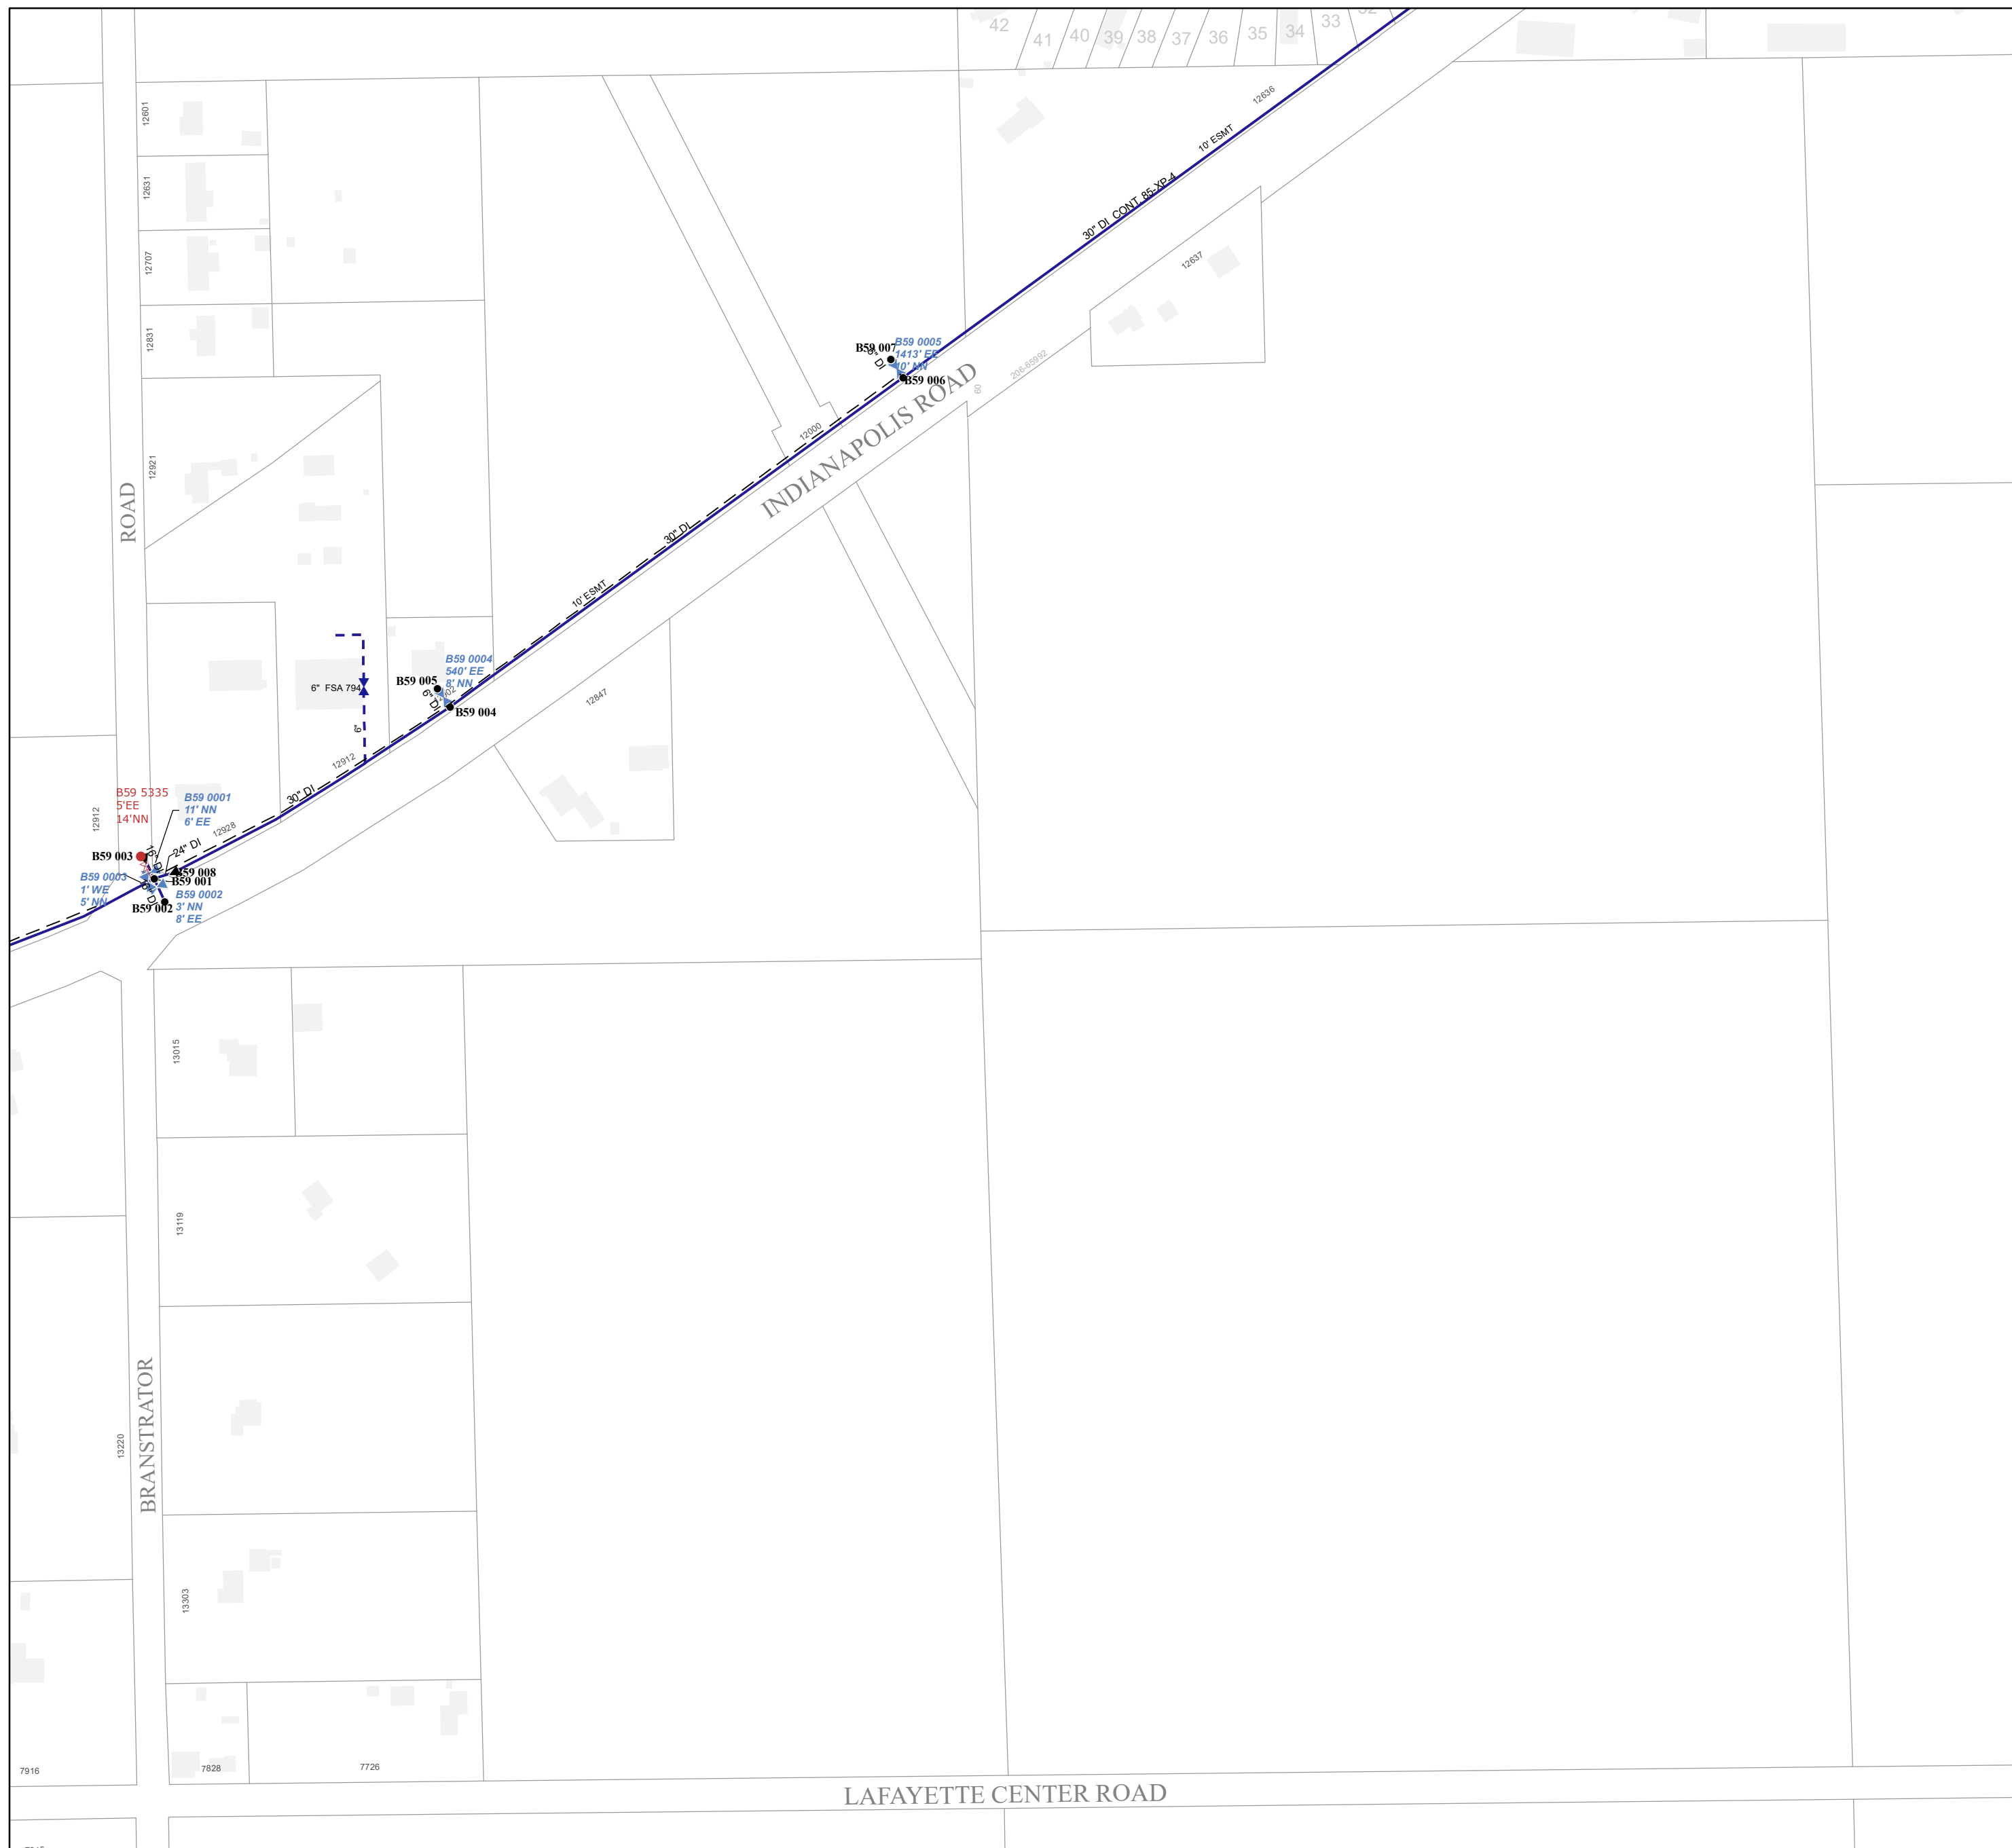 42
41
40
39
38
37
36
35
34
33
12636
10' ESMT
30" DI CONT. 85-XP-4
12601
12631
12707
12831
12921
ROAD
12637
B59 007
B59 0005
1413' EE
10' NN
B59 006
206-65992
60
INDIANAPOLIS ROAD
12000
30" DI
10' ESMT
B59 005
B59 0004
540' EE
8' NN
6" DI
B59 004
6" FSA 794
6"
12847
12912
30" DI
B59 5335
5'EE
14'NN
B59 0001
11' NN
6' EE
12912
12928
24" DI
16" DI
B59 003
B59 008
B59 001
B59 0003
1' WE
5' NN
B59 002
B59 0002
3' NN
8' EE
13015
13119
BRANSTRATOR
13220
13303
7916
7828
7726
LAFAYETTE CENTER ROAD